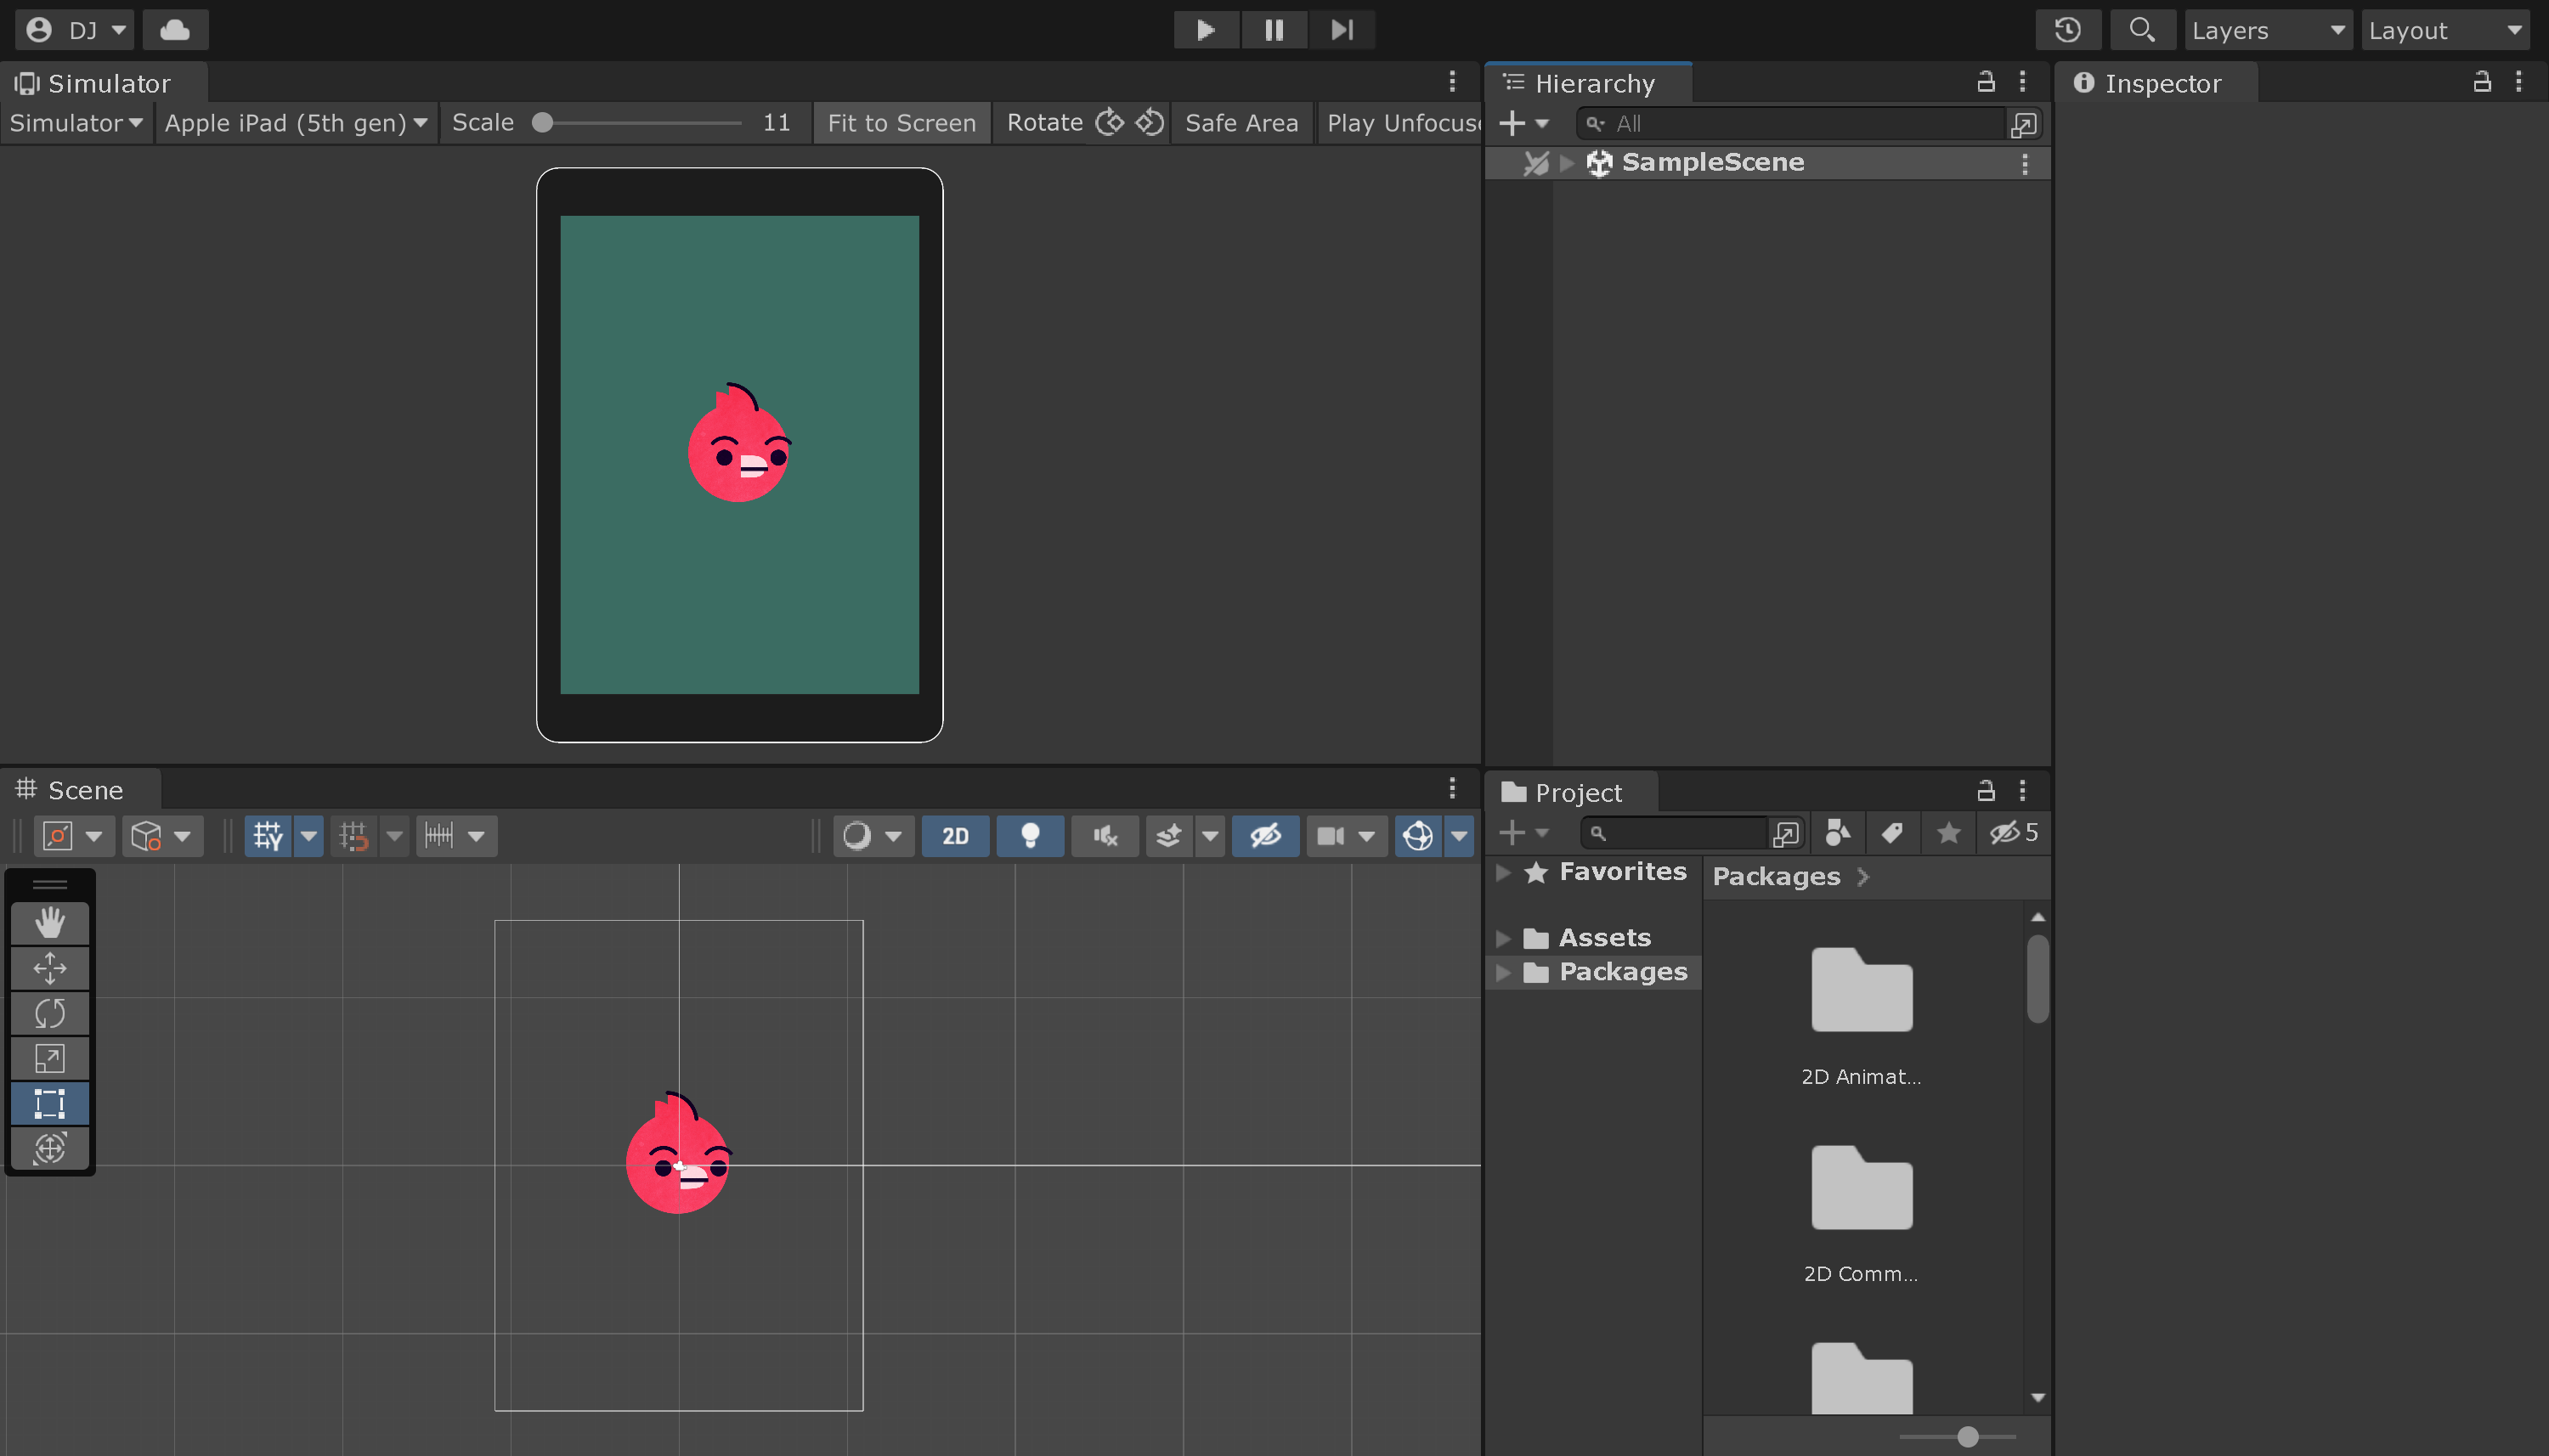 DJ
Layers
Layout
Simulator
Simulator
Apple iPad (5th gen)
Scale
11
Fit to Screen
Rotate
Safe Area
Play Unfocus
Hierarchy
All
SampleScene
Inspector
Scene
2D
Project
5
Favorites
Assets
Packages
Packages
2D Animat...
2D Comm...